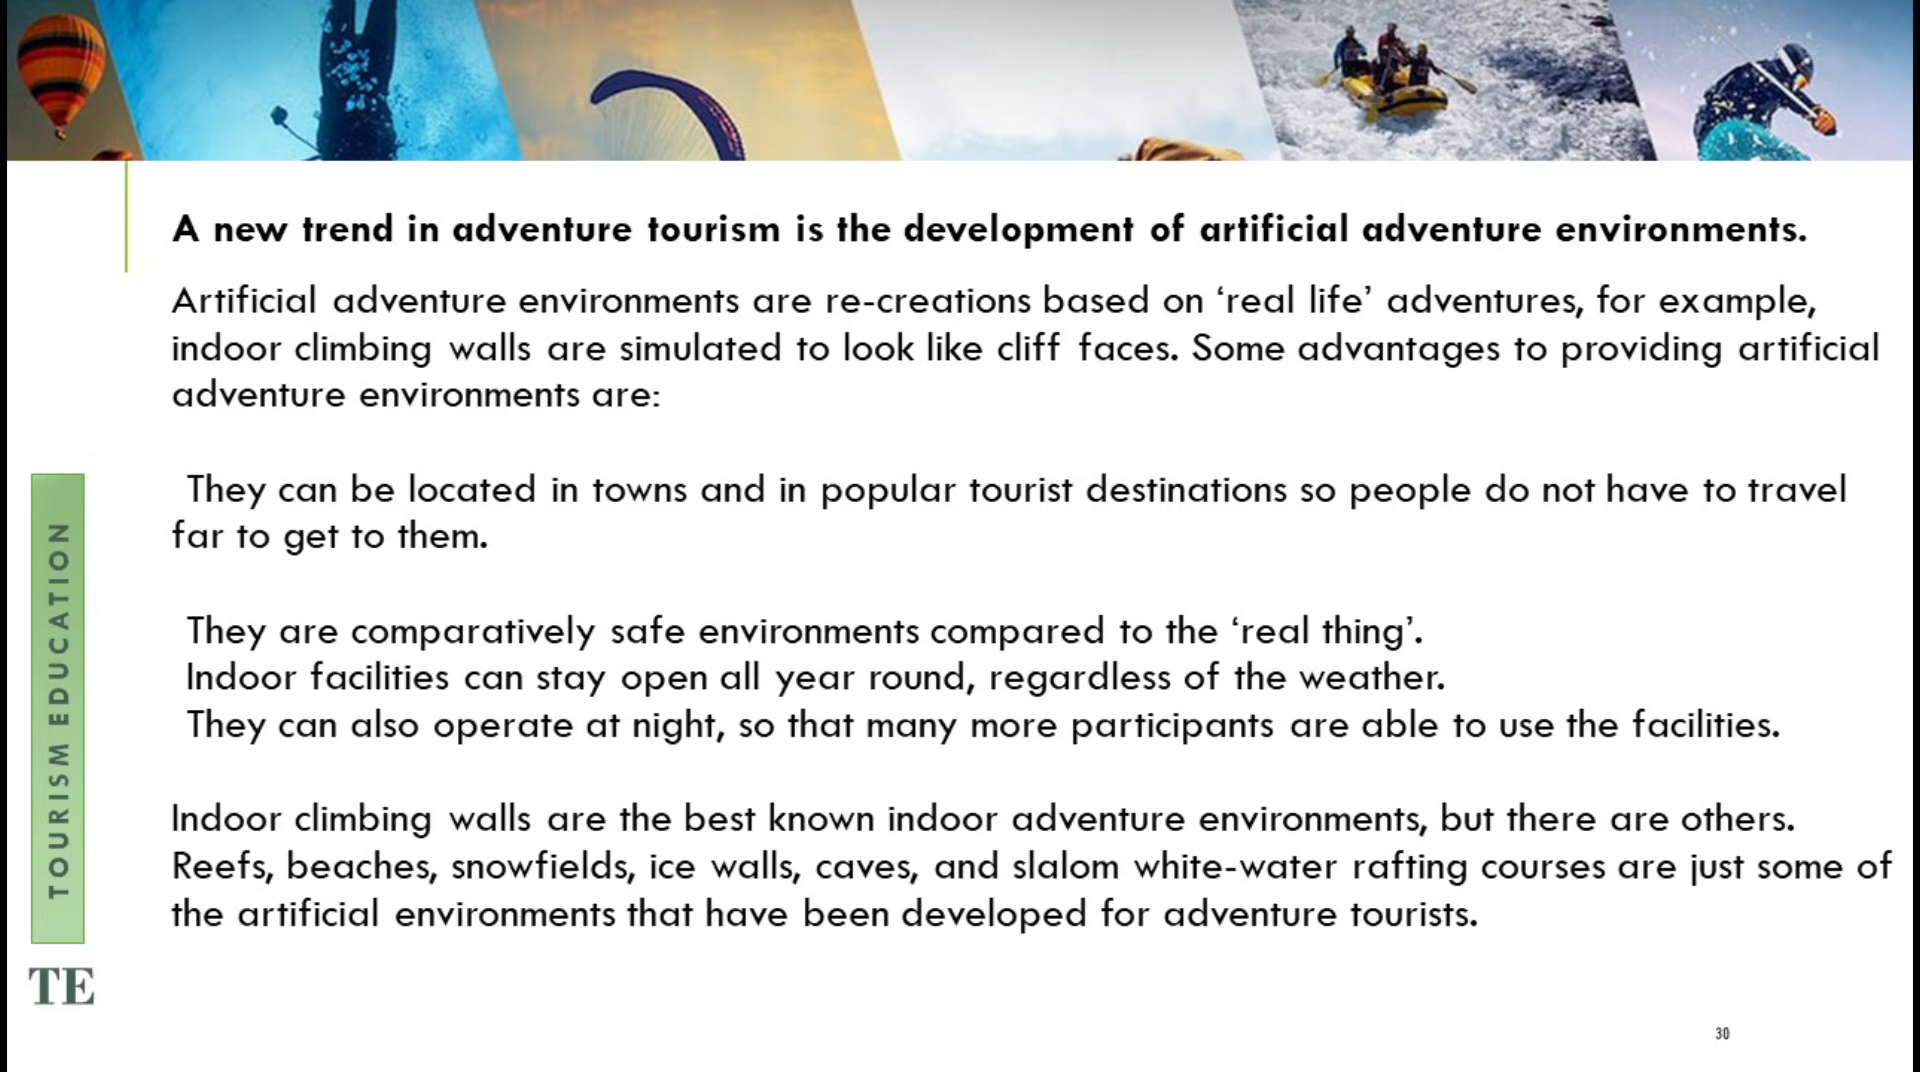 A new trend in adventure tourism is the development of artificial adventure environments.
Artificial adventure environments are re-creations based on ‘real life’ adventures, for example,
indoor climbing walls are simulated to look like cliff faces. Some advantages to providing artificial
adventure environments are:
They can be located in towns and in popular tourist destinations so people do not have to travel
far to get to them.
They are comparatively safe environments compared to the ‘real thing’.
Indoor facilities can stay open all year round, regardless of the weather.
They can also operate at night, so that many more participants are able to use the facilities.
Indoor climbing walls are the best known indoor adventure environments, but there are others.
Reefs, beaches, snowfields, ice walls, caves, and slalom white-water rafting courses are just some of
the artificial environments that have been developed for adventure tourists.
TOURISM EDUCATION
TE
30